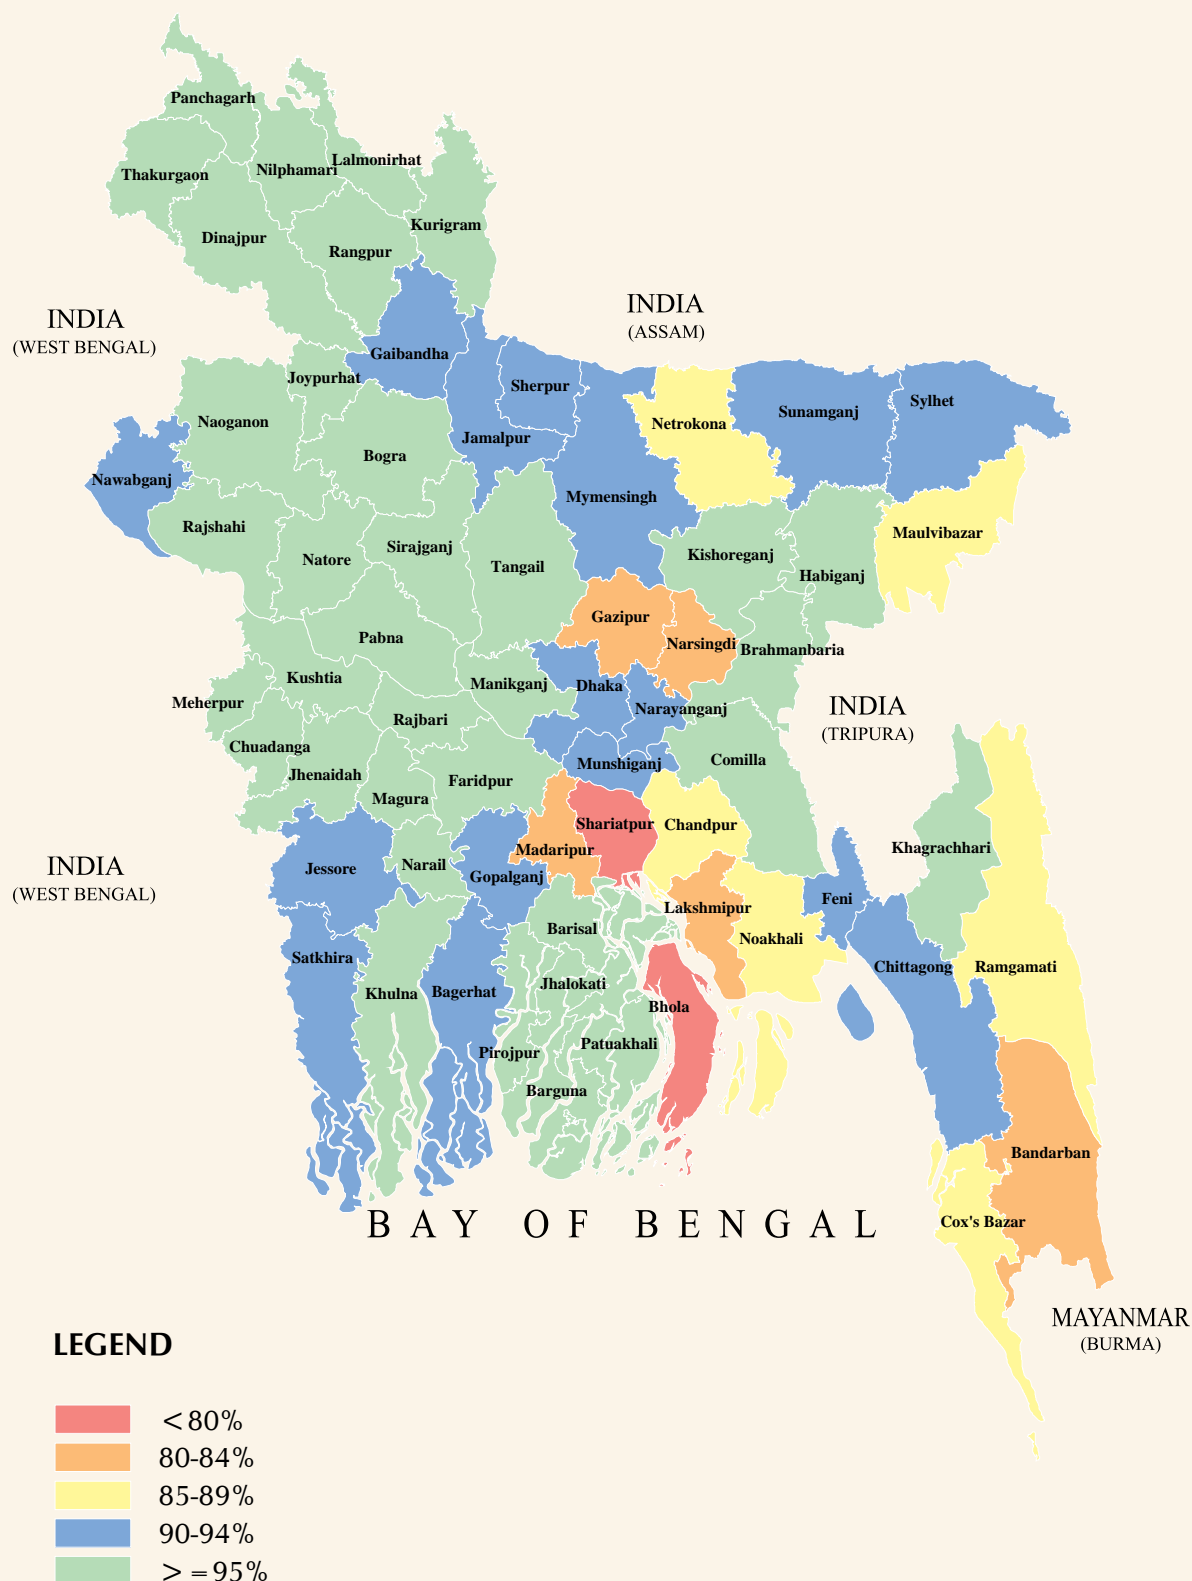 Panchagarh
Lalmonirhat
Nilphamari
Thakurgaon
Kurigram
Dinajpur
Rangpur
INDIA
(ASSAM)
INDIA
(WEST BENGAL)
Gaibandha
Joypurhat
Sherpur
Sylhet
Sunamganj
Naoganon
Netrokona
Jamalpur
Bogra
Nawabganj
Mymensingh
Rajshahi
Maulvibazar
Sirajganj
Kishoreganj
Natore
Tangail
Habiganj
Gazipur
Pabna
Narsingdi
Brahmanbaria
Kushtia
Manikganj
Dhaka
Meherpur
INDIA
(TRIPURA)
Narayanganj
Rajbari
Chuadanga
Comilla
Munshiganj
Jhenaidah
Faridpur
Magura
Shariatpur
Chandpur
Khagrachhari
Madaripur
INDIA
(WEST BENGAL)
Jessore
Narail
Gopalganj
Feni
Lakshmipur
Barisal
Noakhali
Satkhira
Chittagong
Ramgamati
Jhalokati
Khulna
Bagerhat
Bhola
Patuakhali
Pirojpur
Barguna
Bandarban
Cox's Bazar
BAY OF BENGAL
MAYANMAR
(BURMA)
LEGEND
<80%
80-84%
85-89%
90-94%
>=95%